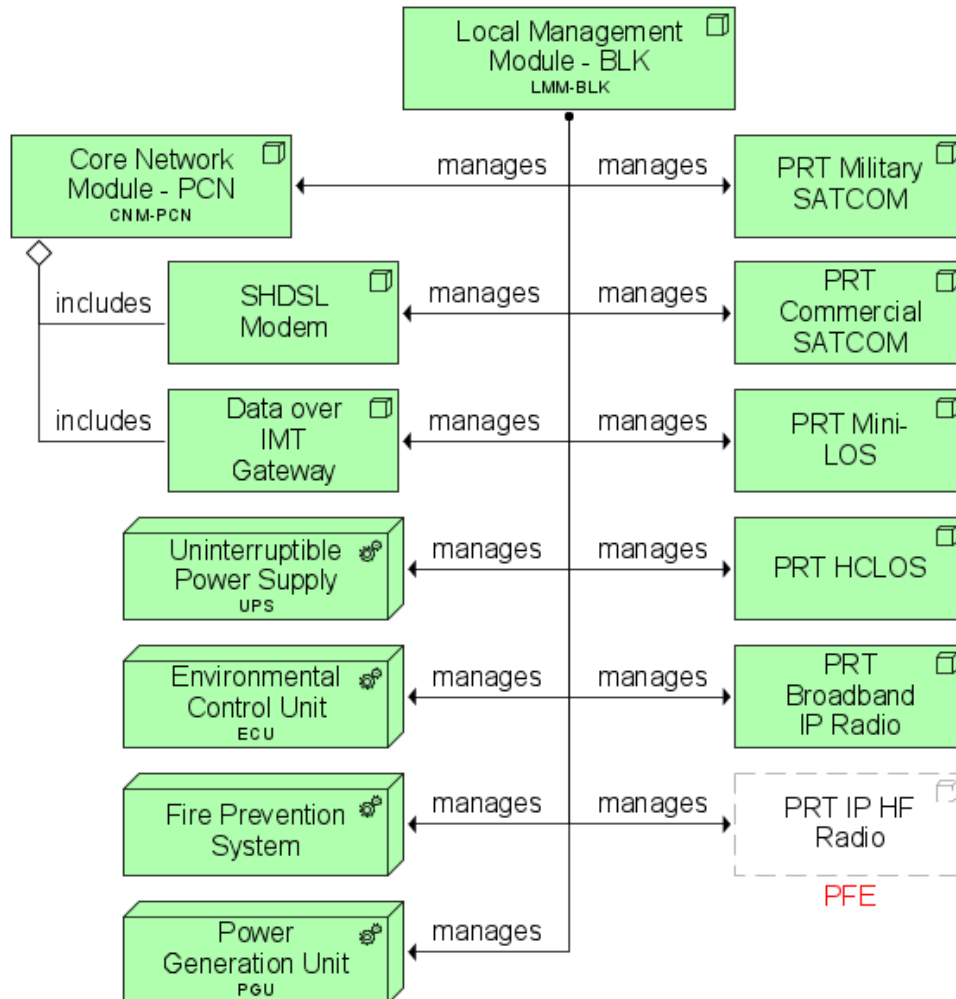 Local Management
Module - BLK
LMM-BLK
Core Network
Module - PCN
CNM-PCN
manages
manages
PRT Military
SATCOM
includes
SHDSL
Modem
manages
manages
PRT
Commercial
SATCOM
includes
Data over
IMT
Gateway
manages
manages
PRT Mini-
LOS
Uninterruptible
Power Supply
UPS
manages
manages
PRT HCLOS
Environmental
Control Unit
ECU
manages
manages
PRT
Broadband
IP Radio
Fire Prevention
System
manages
manages
PRT IP HF
Radio
PFE
Power
Generation Unit
PGU
manages